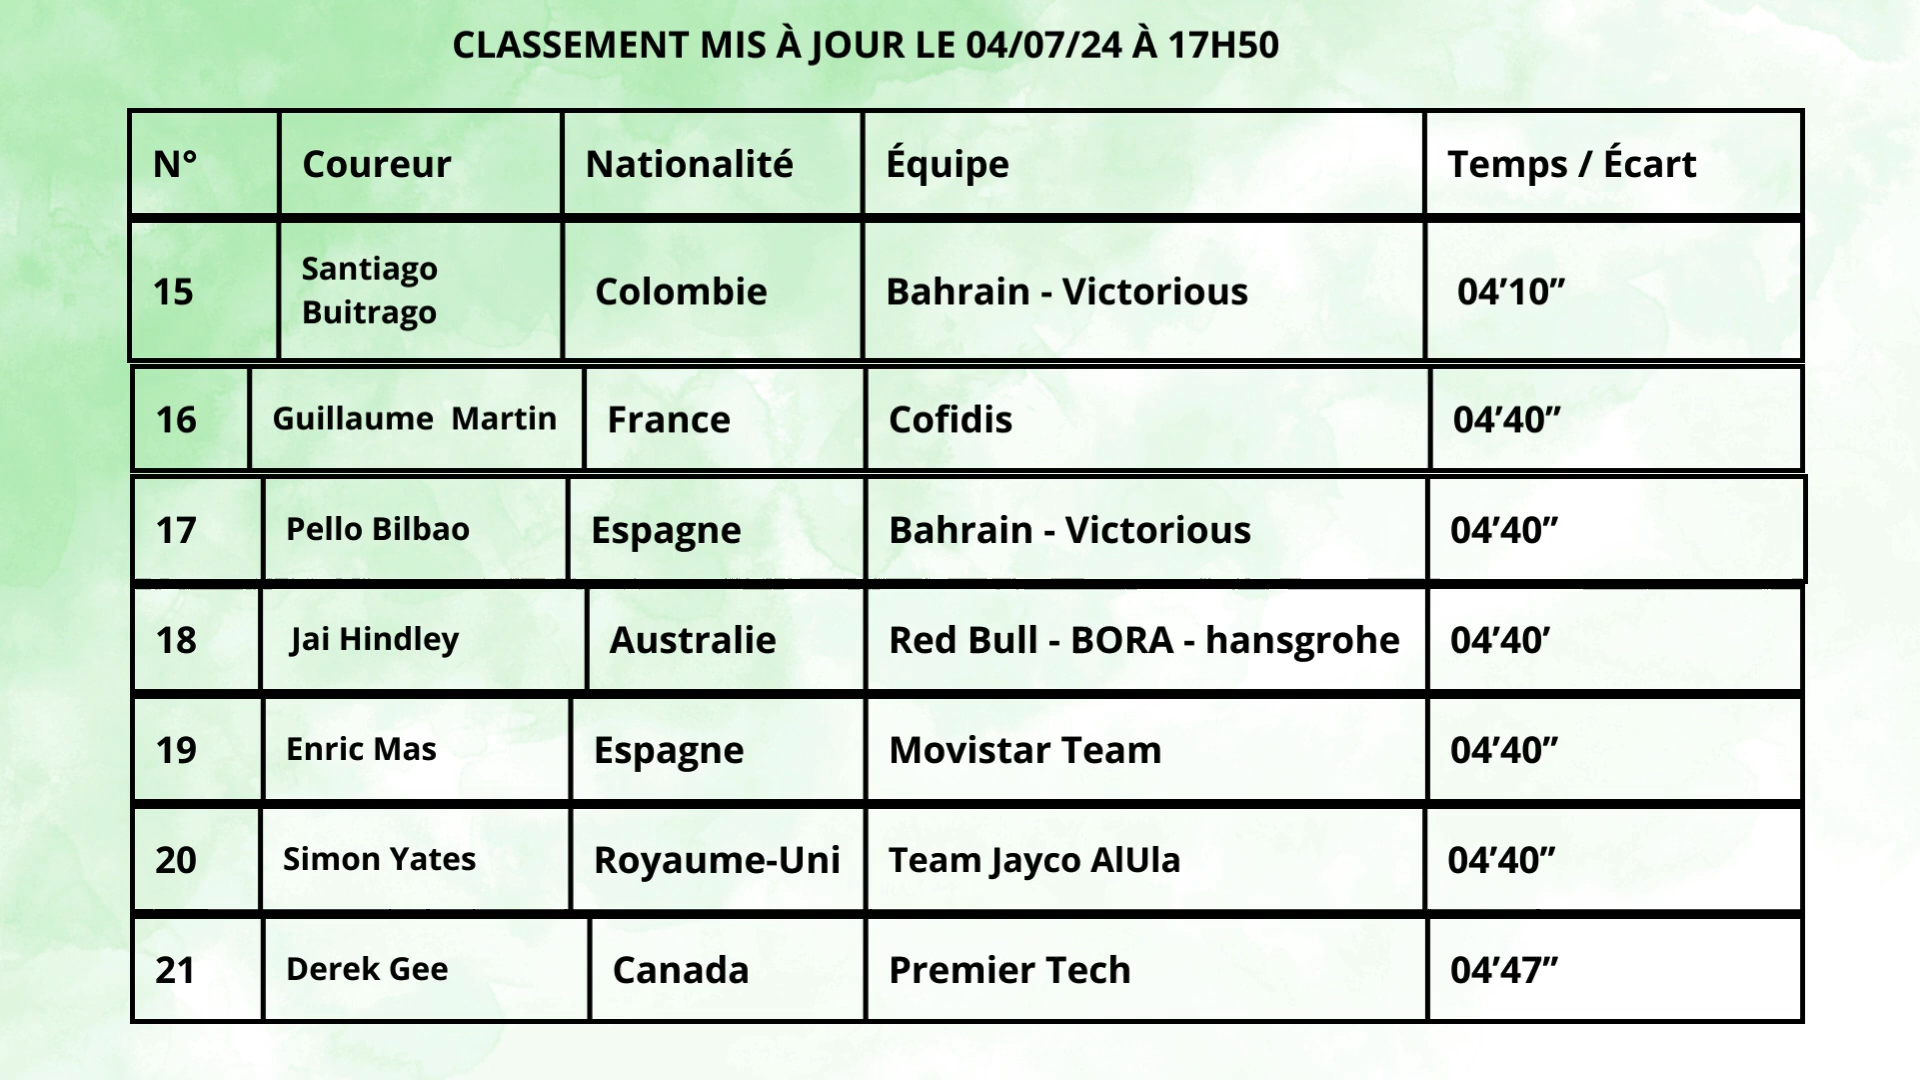 CLASSEMENT MIS À JOUR LE 04/07/24 À 17H50
N° Coureur Nationalité Équipe Temps / Écart
15 Santiago Buitrago Colombie Bahrain - Victorious 04’10”
16 Guillaume Martin France Cofidis 04’40”
17 Pello Bilbao Espagne Bahrain - Victorious 04’40”
18 Jai Hindley Australie Red Bull - BORA - hansgrohe 04’40’
19 Enric Mas Espagne Movistar Team 04’40”
20 Simon Yates Royaume-Uni Team Jayco AlUla 04’40”
21 Derek Gee Canada Premier Tech 04’47”